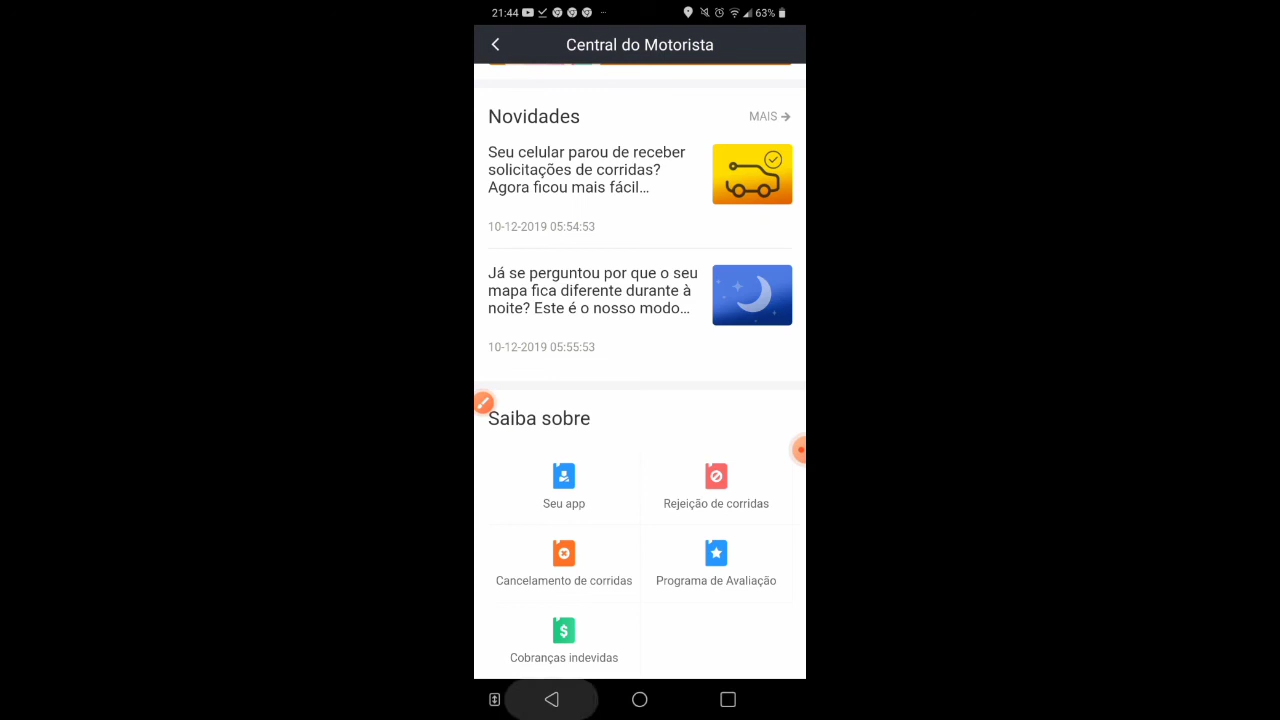 21:44
63%
Central do Motorista
Novidades
MAIS
Seu celular parou de receber
solicitações de corridas?
Agora ficou mais fácil...
10-12-2019 05:54:53
Já se perguntou por que o seu
mapa fica diferente durante à
noite? Este é o nosso modo...
10-12-2019 05:55:53
Saiba sobre
Seu app
Rejeição de corridas
Cancelamento de corridas
Programa de Avaliação
Cobranças indevidas